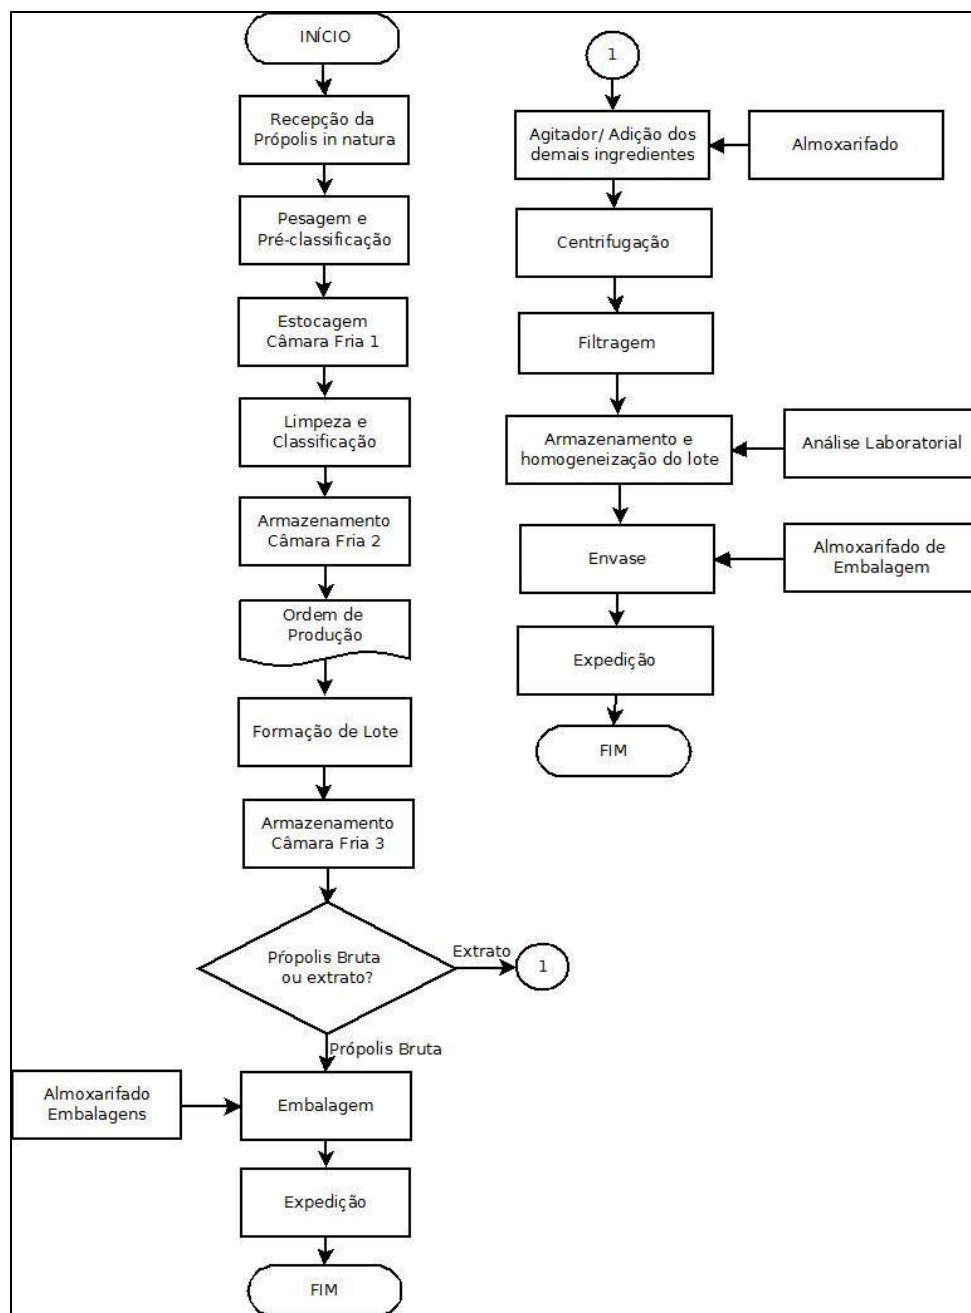 INÍCIO
Recepção da
Própolis in natura
Pesagem e
Pré-classificação
Estocagem
Câmara Fria 1
Limpeza e
Classificação
Armazenamento
Câmara Fria 2
Ordem de
Produção
Formação de Lote
Armazenamento
Câmara Fria 3
Pŕopolis Bruta
ou extrato?
Extrato
1
Própolis Bruta
Almoxarifado
Embalagens
Embalagem
Expedição
FIM
1
Agitador/ Adição dos
demais ingredientes
Almoxarifado
Centrifugação
Filtragem
Armazenamento e
homogeneização do lote
Análise Laboratorial
Envase
Almoxarifado de
Embalagem
Expedição
FIM